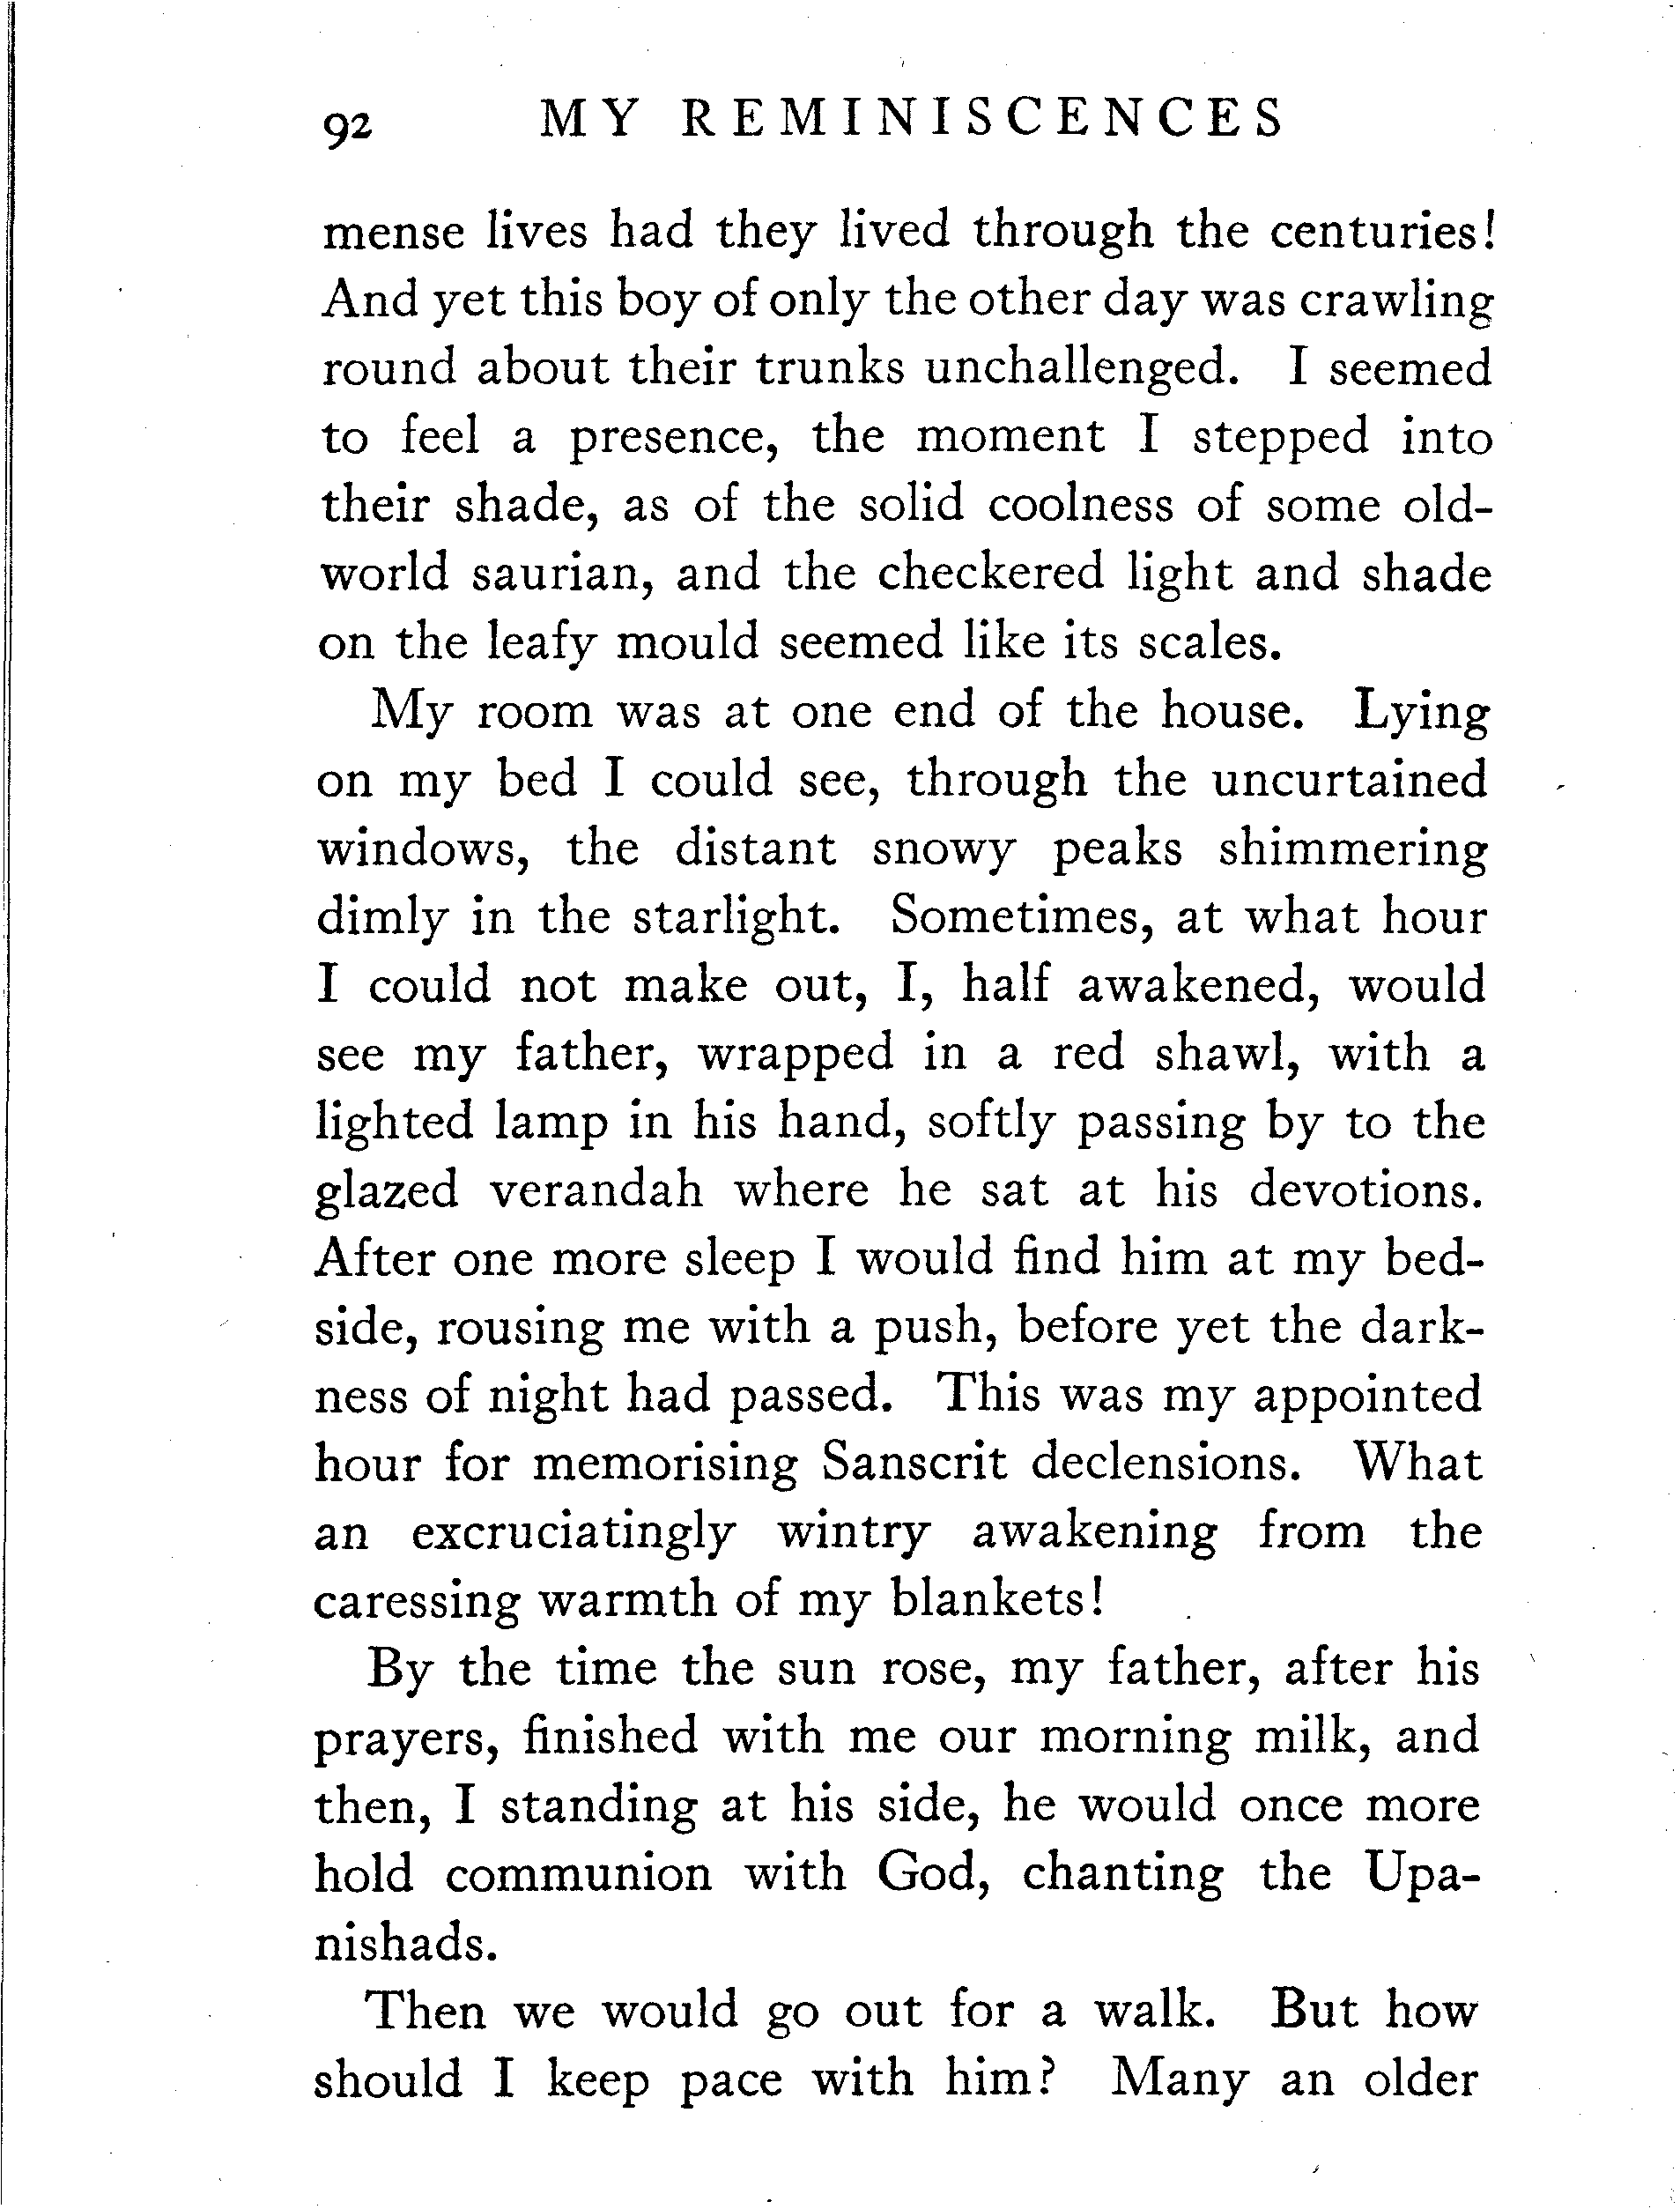 92 MY REMINISCENCES
mense lives had they lived through the centuries!
And yet this boy of only the other day was crawling
round about their trunks unchallenged. I seemed
to feel a presence, the moment I stepped into
their shade, as of the solid coolness of some old-
world saurian, and the checkered light and shade
on the leafy mould seemed like its scales.
My room was at one end of the house. Lying
on my bed I could see, through the uncurtained
windows, the distant snowy peaks shimmering
dimly in the starlight. Sometimes, at what hour
I could not make out, I, half awakened, would
see my father, wrapped in a red shawl, with a
lighted lamp in his hand, softly passing by to the
glazed verandah where he sat at his devotions.
After one more sleep I would find him at my bed-
side, rousing me with a push, before yet the dark-
ness of night had passed. This was my appointed
hour for memorising Sanscrit declensions. What
an excruciatingly wintry awakening from the
caressing warmth of my blankets!
By the time the sun rose, my father, after his
prayers, finished with me our morning milk, and
then, I standing at his side, he would once more
hold communion with God, chanting the Upa-
nishads.
Then we would go out for a walk. But how
should I keep pace with him? Many an older